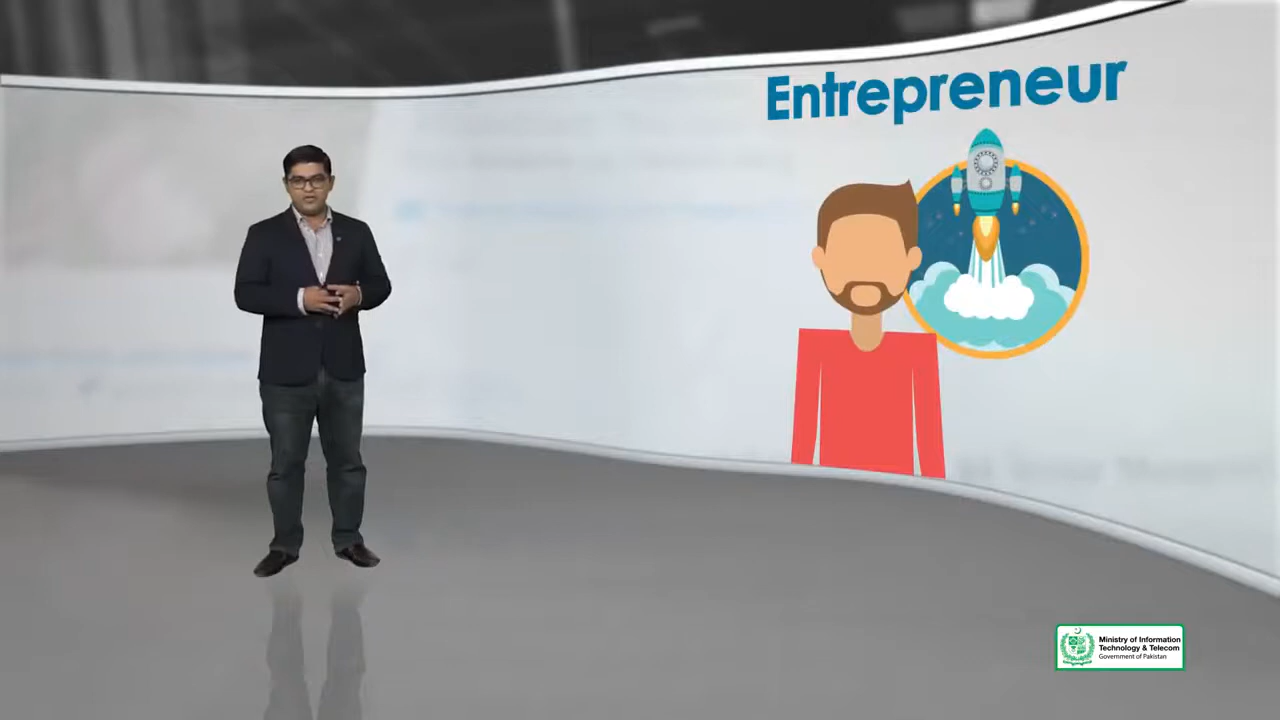 Entrepreneur
Ministry of Information
Technology & Telecom
Government of Pakistan